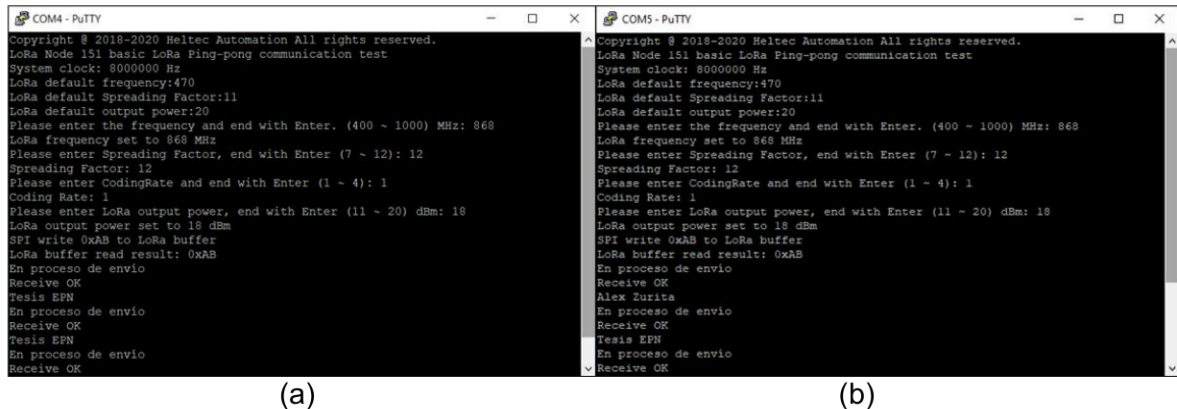 COM4 - PuTTY
Copyright @ 2018-2020 Heltec Automation All rights reserved.
LoRa Node 151 basic LoRa Ping-pong communication test
System clock: 8000000 Hz
LoRa default frequency:470
LoRa default Spreading Factor:11
LoRa default output power:20
Please enter the frequency and end with Enter. (400 ~ 1000) MHz: 868
LoRa frequency set to 868 MHz
Please enter Spreading Factor, end with Enter (7 ~ 12): 12
Spreading Factor: 12
Please enter CodingRate and end with Enter (1 ~ 4): 1
Coding Rate: 1
Please enter LoRa output power, end with Enter (11 ~ 20) dBm: 18
LoRa output power set to 18 dBm
SPI write 0xAB to LoRa buffer
LoRa buffer read result: 0xAB
En proceso de envio
Receive OK
Tesis EPN
En proceso de envio
Receive OK
Tesis EPN
En proceso de envio
Receive OK
(a)
COM5 - PuTTY
Copyright @ 2018-2020 Heltec Automation All rights reserved.
LoRa Node 151 basic LoRa Ping-pong communication test
System clock: 8000000 Hz
LoRa default frequency:470
LoRa default Spreading Factor:11
LoRa default output power:20
Please enter the frequency and end with Enter. (400 ~ 1000) MHz: 868
LoRa frequency set to 868 MHz
Please enter Spreading Factor, end with Enter (7 ~ 12): 12
Spreading Factor: 12
Please enter CodingRate and end with Enter (1 ~ 4): 1
Coding Rate: 1
Please enter LoRa output power, end with Enter (11 ~ 20) dBm: 18
LoRa output power set to 18 dBm
SPI write 0xAB to LoRa buffer
LoRa buffer read result: 0xAB
En proceso de envio
Receive OK
Alex Zurita
En proceso de envio
Receive OK
Tesis EPN
En proceso de envio
Receive OK
(b)